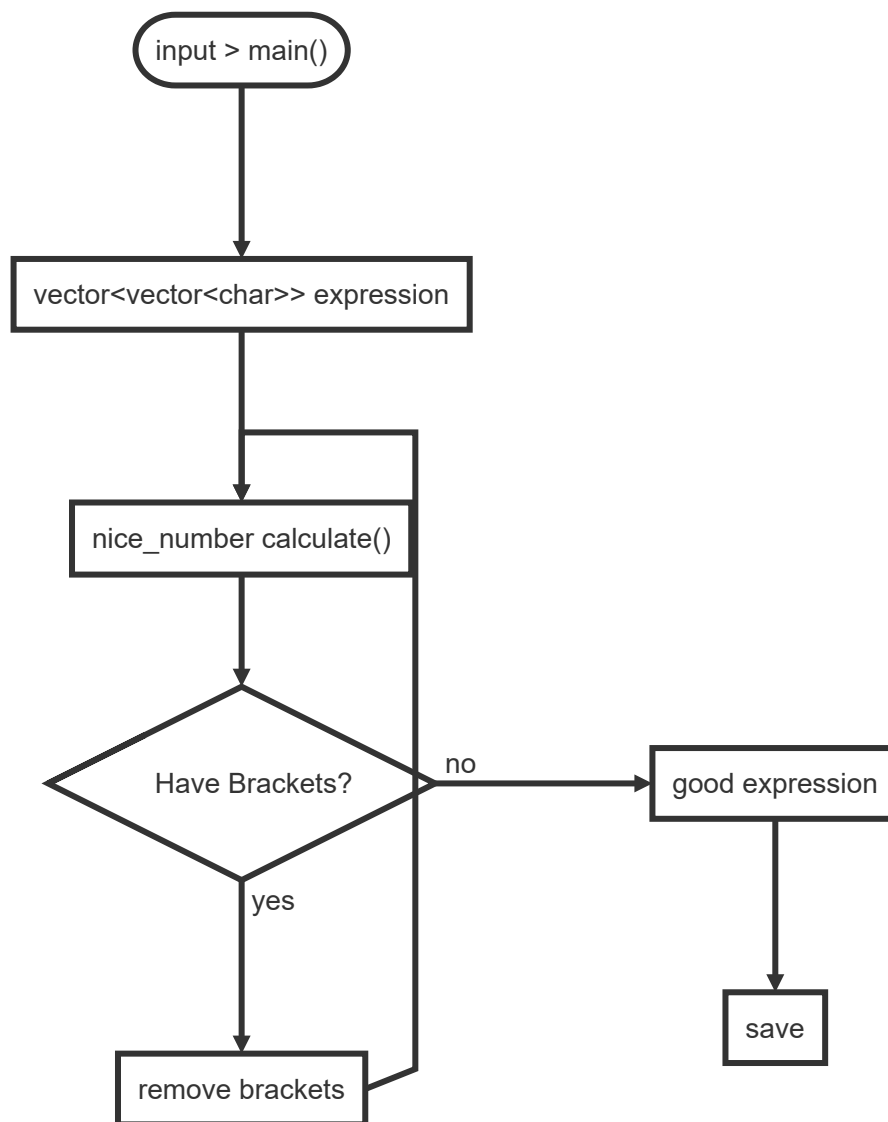 input > main()
vector<vector<char>> expression
nice_number calculate()
Have Brackets?
no
good expression
yes
save
remove brackets